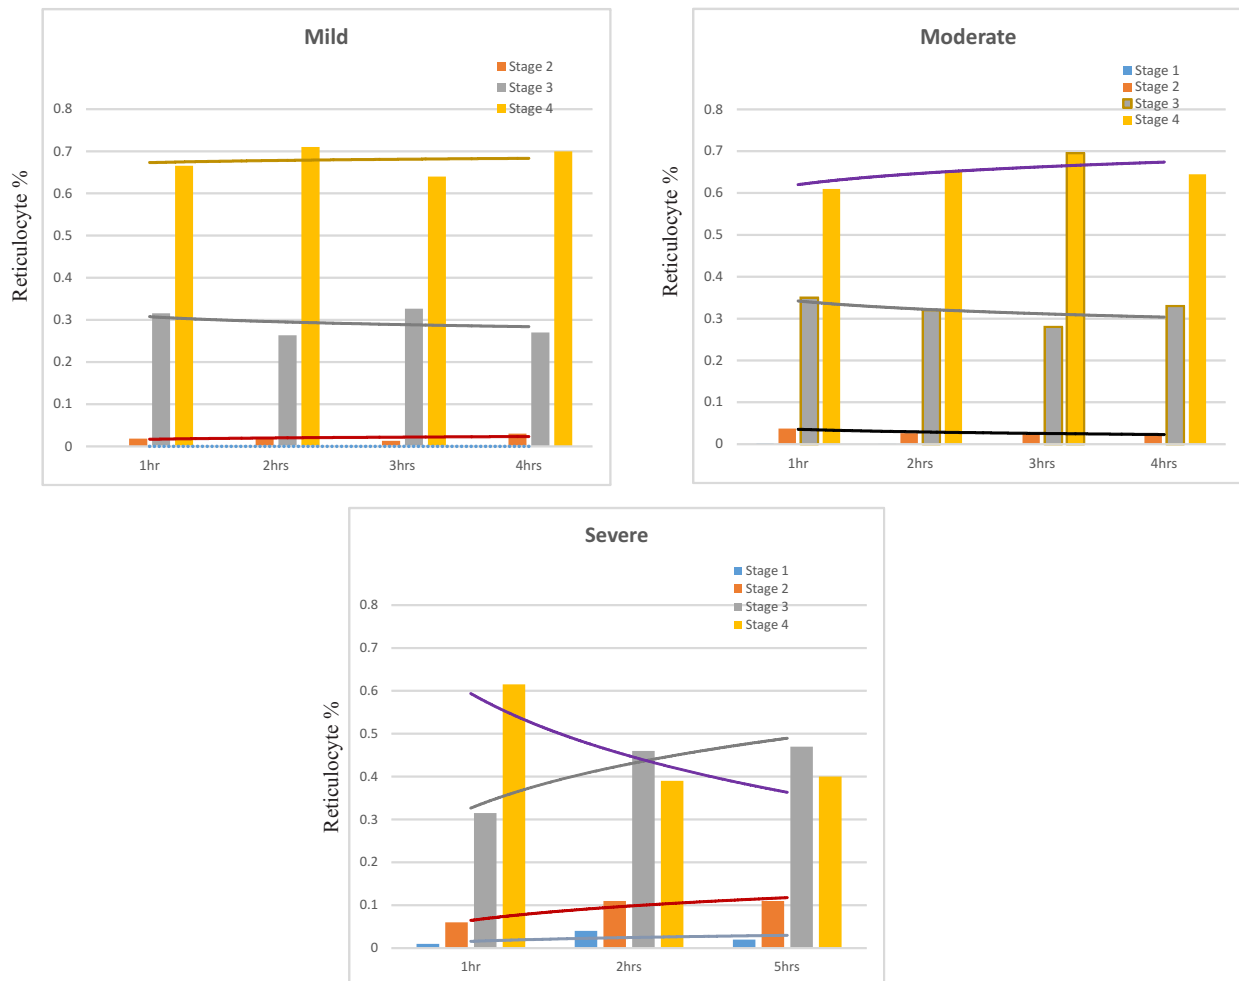 Mild
Stage 2
Stage 3
Stage 4
0.8
0.7
0.6
0.5
0.4
0.3
0.2
0.1
0
Reticulocyte %
1hr 2hrs 3hrs 4hrs
Moderate
Stage 1
Stage 2
Stage 3
Stage 4
0.8
0.7
0.6
0.5
0.4
0.3
0.2
0.1
0
Reticulocyte %
1hr 2hrs 3hrs 4hrs
Severe
Stage 1
Stage 2
Stage 3
Stage 4
0.8
0.7
0.6
0.5
0.4
0.3
0.2
0.1
0
Reticulocyte %
1hr 2hrs 5hrs